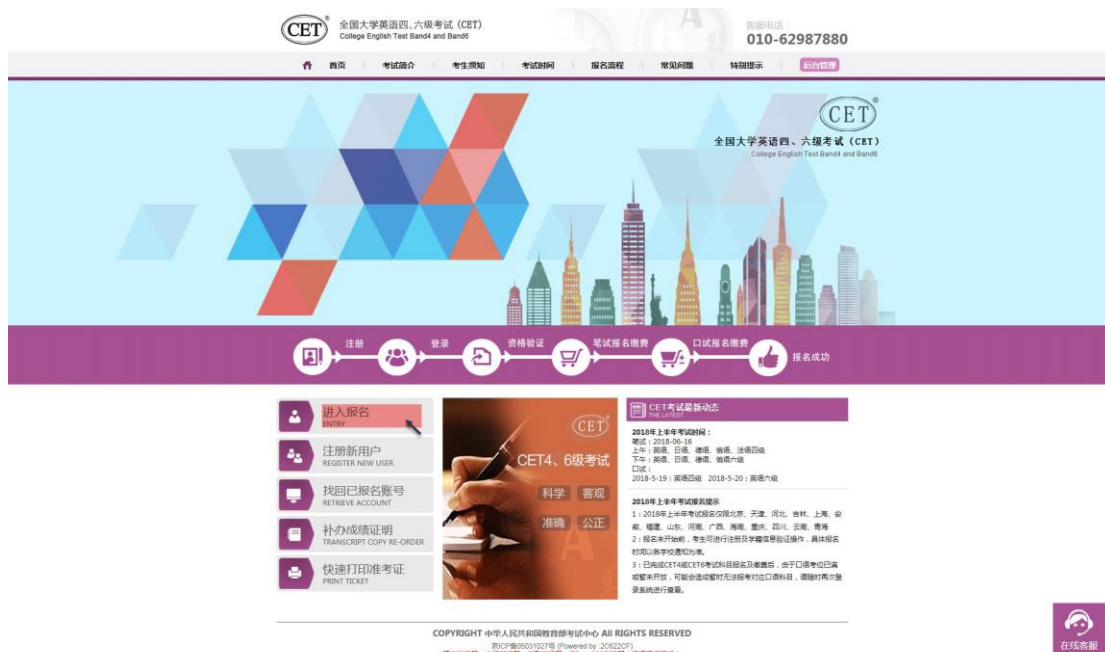 CET
®
全国大学英语四、六级考试 (CET)
College English Test Band4 and Band6
客服电话：
010-62987880
首页
考试简介
考生须知
考试时间
报名流程
常见问题
特别提示
后台管理
CET
®
全国大学英语四、六级考试 (CET)
College English Test Band4 and Band6
注册
登录
资格验证
笔试报名缴费
口试报名缴费
报名成功
进入报名
ENTRY
注册新用户
REGISTER NEW USER
找回已报名账号
RETRIEVE ACCOUNT
补办成绩证明
TRANSCRIPT COPY RE-ORDER
快速打印准考证
PRINT TICKET
CET
CET4、6级考试
科学 客观
准确 公正
CET考试最新动态
THE LATEST
2018年上半年考试时间：
笔试：2018-06-16
上午：英语、日语、德语、俄语、法语四级
下午：英语、日语、德语、俄语六级
口试：
2018-5-19：英语四级 2018-5-20：英语六级
2018年上半年考试报名提示
1：2018年上半年考试报名仅限北京、天津、河北、吉林、上海、安
徽、福建、山东、河南、广西、海南、重庆、四川、云南、青海
2：报名未开始前，考生可进行注册及学籍信息验证操作，具体报名
时间以各学校通知为准。
3：已完成CET4或CET6考试科目报名及缴费后，由于口语考位已满
或暂未开放，可能会造成暂时无法报考对应口语科目，请随时再次登
录系统进行查看。
COPYRIGHT 中华人民共和国教育部考试中心 All RIGHTS RESERVED
京ICP备05031027号 (Powered by :2C622CF)
在线客服